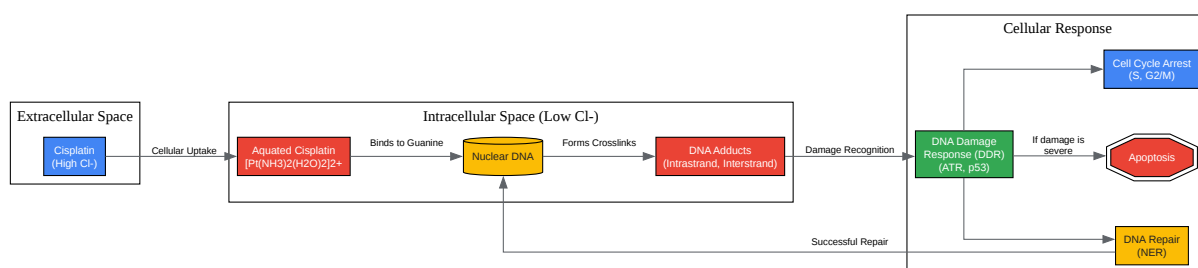 Cellular Response
Cell Cycle Arrest
(S, G2/M)
Extracellular Space
Intracellular Space (Low Cl-)
Cisplatin
(High Cl-)
Cellular Uptake
Aquated Cisplatin
[Pt(NH3)2(H2O)2]2+
Binds to Guanine
Nuclear DNA
Forms Crosslinks
DNA Adducts
(Intrastrand, Interstrand)
Damage Recognition
DNA Damage
Response (DDR)
(ATR, p53)
If damage is
severe
Apoptosis
Successful Repair
DNA Repair
(NER)